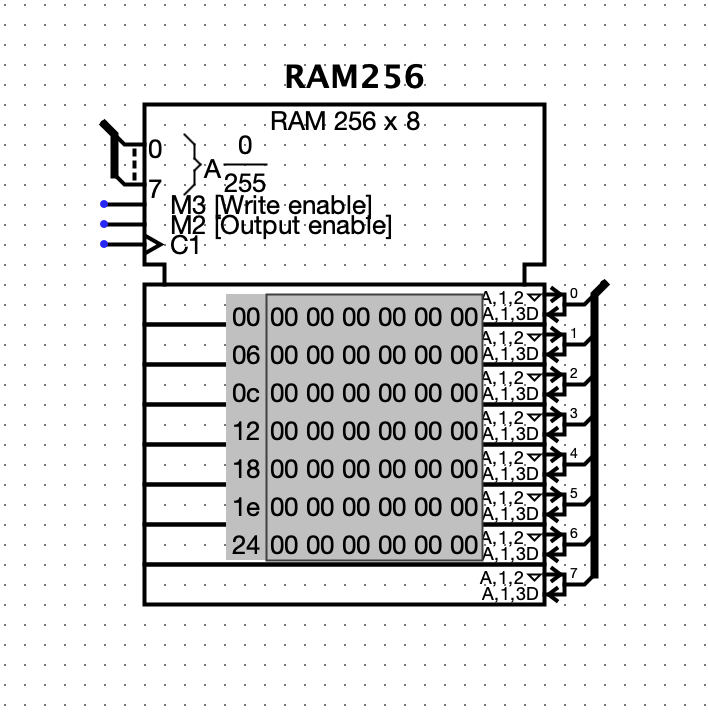 RAM256
RAM 256 x 8
0
7
A
0
255
M3 [Write enable]
M2 [Output enable]
C1
00 00 00 00 00 00 00
06 00 00 00 00 00 00
0c 00 00 00 00 00 00
12 00 00 00 00 00 00
18 00 00 00 00 00 00
1e 00 00 00 00 00 00
24 00 00 00 00 00 00
A,1,2 0
A,1,3D
A,1,2 1
A,1,3D
A,1,2 2
A,1,3D
A,1,2 3
A,1,3D
A,1,2 4
A,1,3D
A,1,2 5
A,1,3D
A,1,2 6
A,1,3D
A,1,2 7
A,1,3D